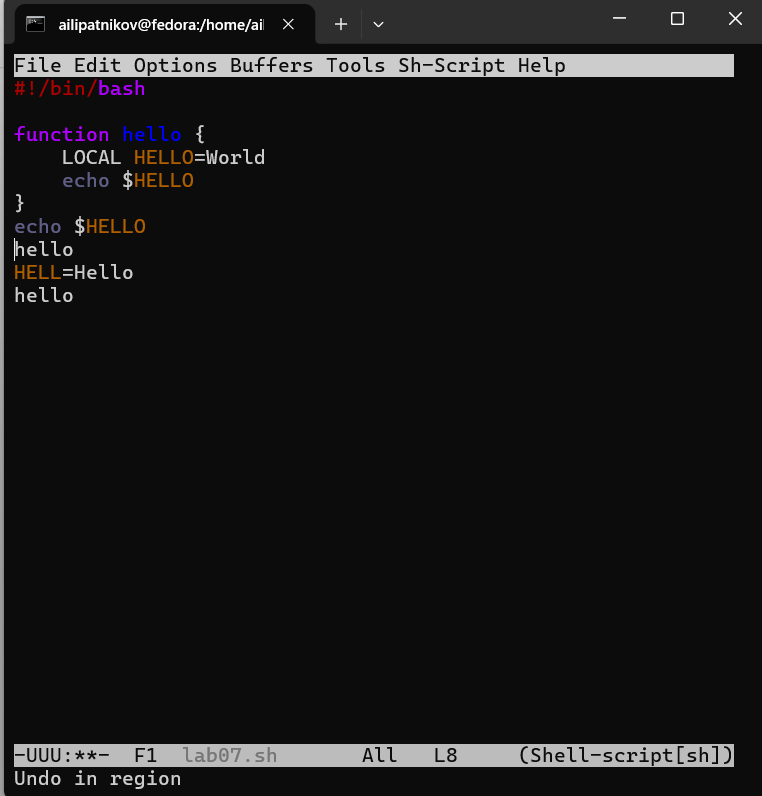 ailipatnikov@fedora:/home/ail
File Edit Options Buffers Tools Sh-Script Help
#!/bin/bash
function hello {
    LOCAL HELLO=World
    echo $HELLO
}
echo $HELLO
hello
HELL=Hello
hello
-UUU:**-  F1  lab07.sh       All   L8     (Shell-script[sh])
Undo in region